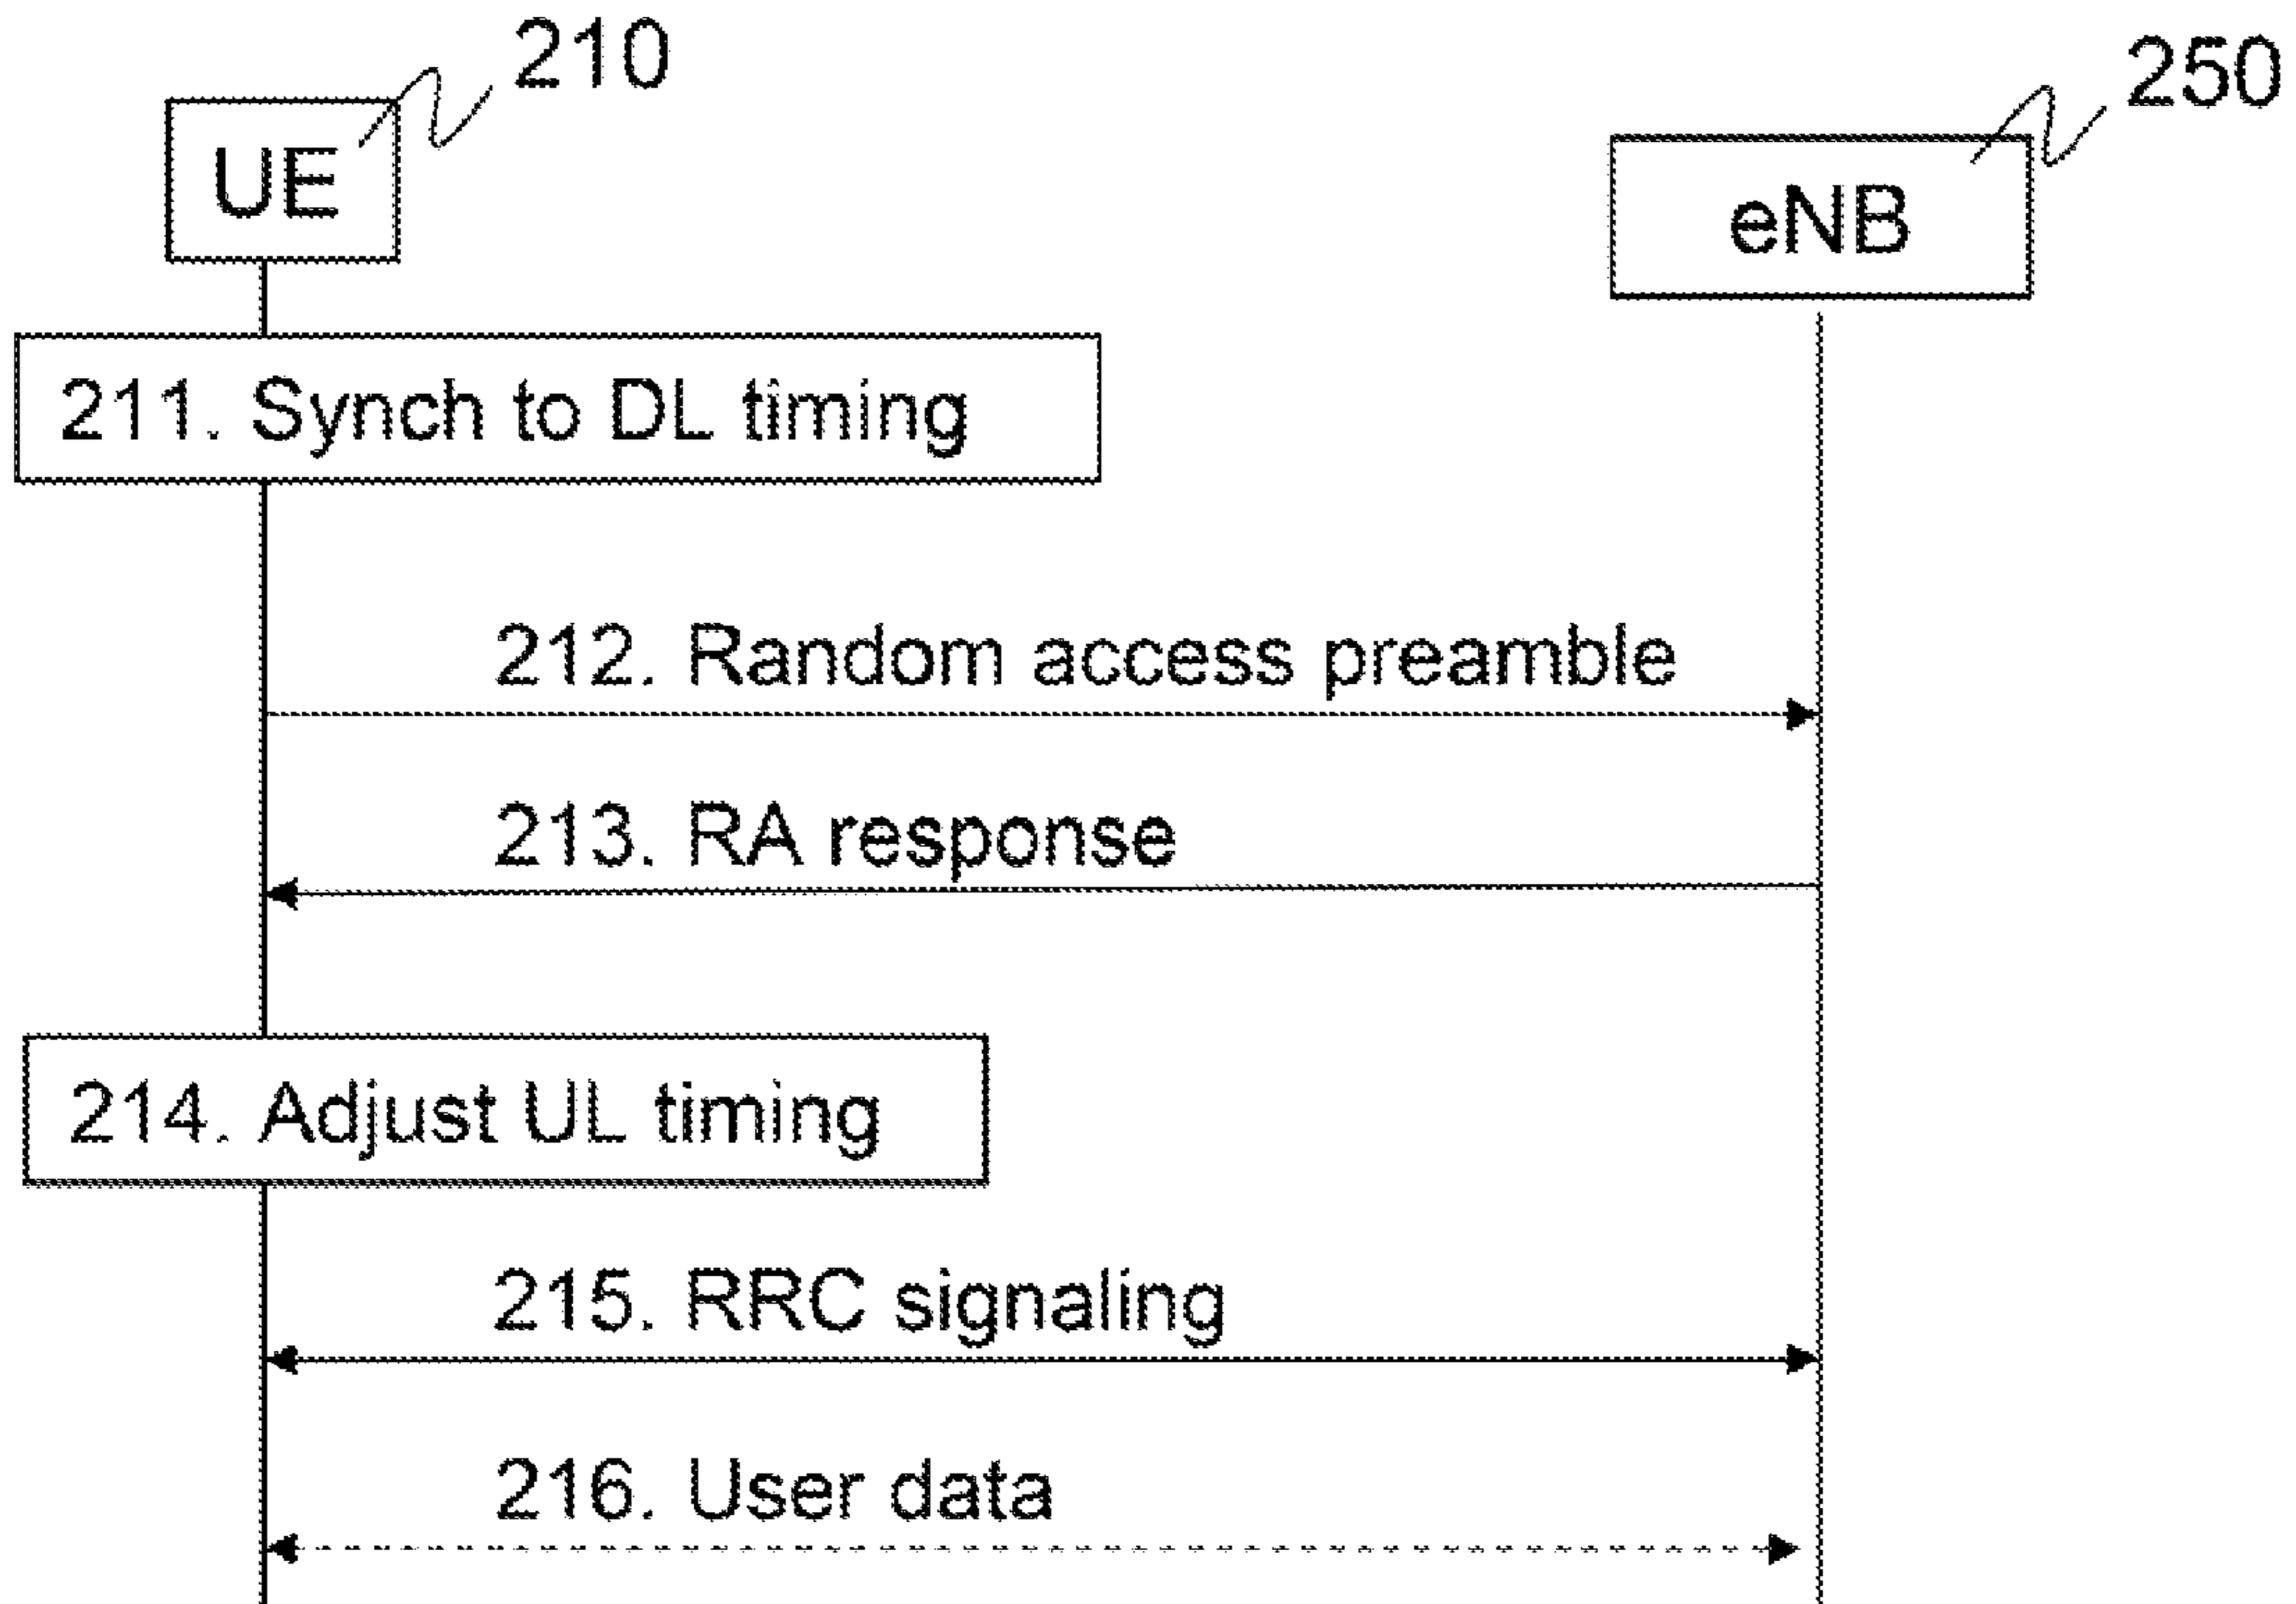 210
250
UE
eNB
211. Synch to DL timing
212. Random access preamble
213. RA response
214. Adjust UL timing
215. RRC signaling
216. User data